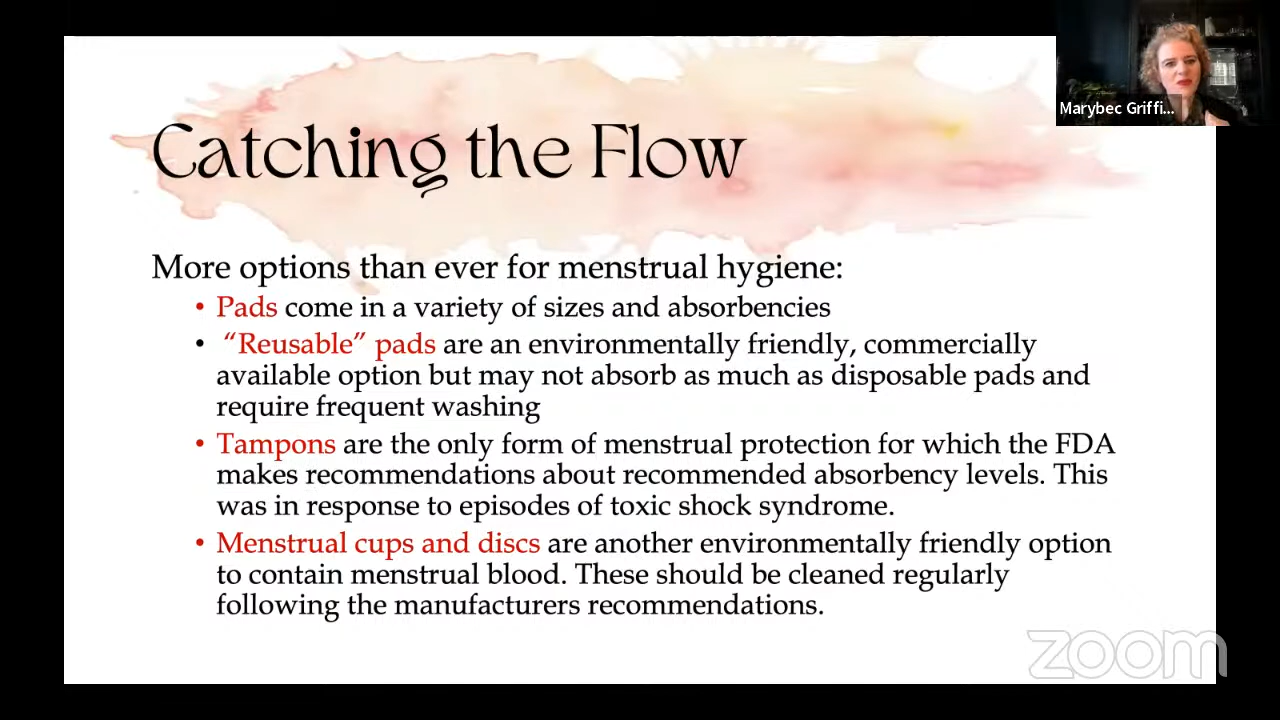 Marybec Griffi...
Catching the Flow
More options than ever for menstrual hygiene:
• Pads come in a variety of sizes and absorbencies
• “Reusable” pads are an environmentally friendly, commercially
available option but may not absorb as much as disposable pads and
require frequent washing
• Tampons are the only form of menstrual protection for which the FDA
makes recommendations about recommended absorbency levels. This
was in response to episodes of toxic shock syndrome.
• Menstrual cups and discs are another environmentally friendly option
to contain menstrual blood. These should be cleaned regularly
following the manufacturers recommendations.
zoom